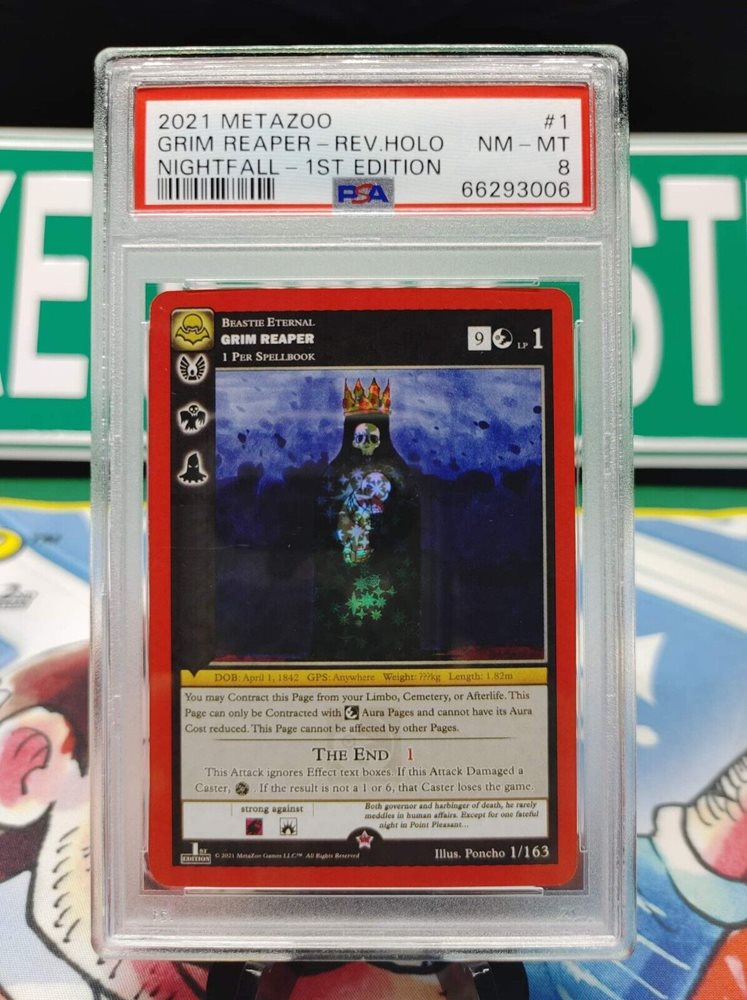 2021 METAZOO #1
GRIM REAPER - REV.HOLO NM - MT
NIGHTFALL - 1ST EDITION 8
PSA 66293006
BEASTIE ETERNAL
GRIM REAPER
1 PER SPELLBOOK
9 LP 1
DOB: April 1, 1842 GPS: Anywhere Weight: ???kg Length: 1.82m
You may Contract this Page from your Limbo, Cemetery, or Afterlife. This
Page can only be Contracted with Aura Pages and cannot have its Aura
Cost reduced. This Page cannot be affected by other Pages.
THE END 1
This Attack ignores Effect text boxes. If this Attack Damaged a
Caster, . If the result is not a 1 or 6, that Caster loses the game.
strong against
Both governor and harbinger of death, he rarely
meddles in human affairs. Except for one fateful
night in Point Pleasant...
1ST
EDITION
© 2021 MetaZoo Games LLC™ All Rights Reserved
Illus. Poncho 1/163
ST
TM